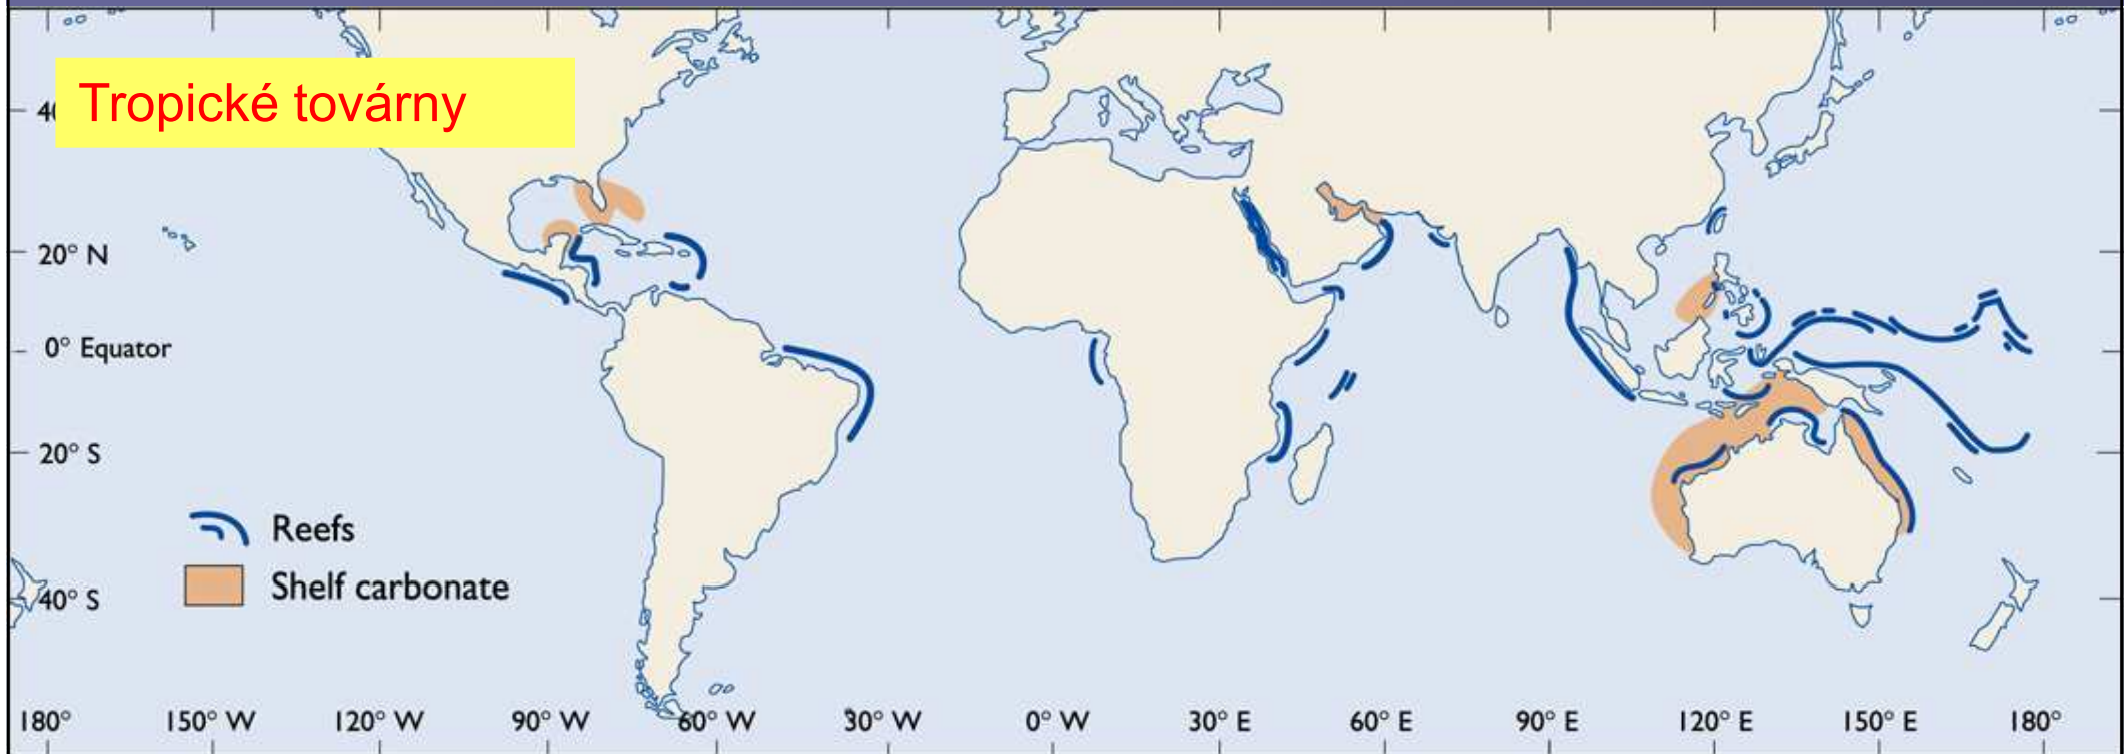 Tropické továrny
20° N
0° Equator
20° S
Reefs
Shelf carbonate
40° S
180° 150° W 120° W 90° W 60° W 30° W 0° W 30° E 60° E 90° E 120° E 150° E 180°